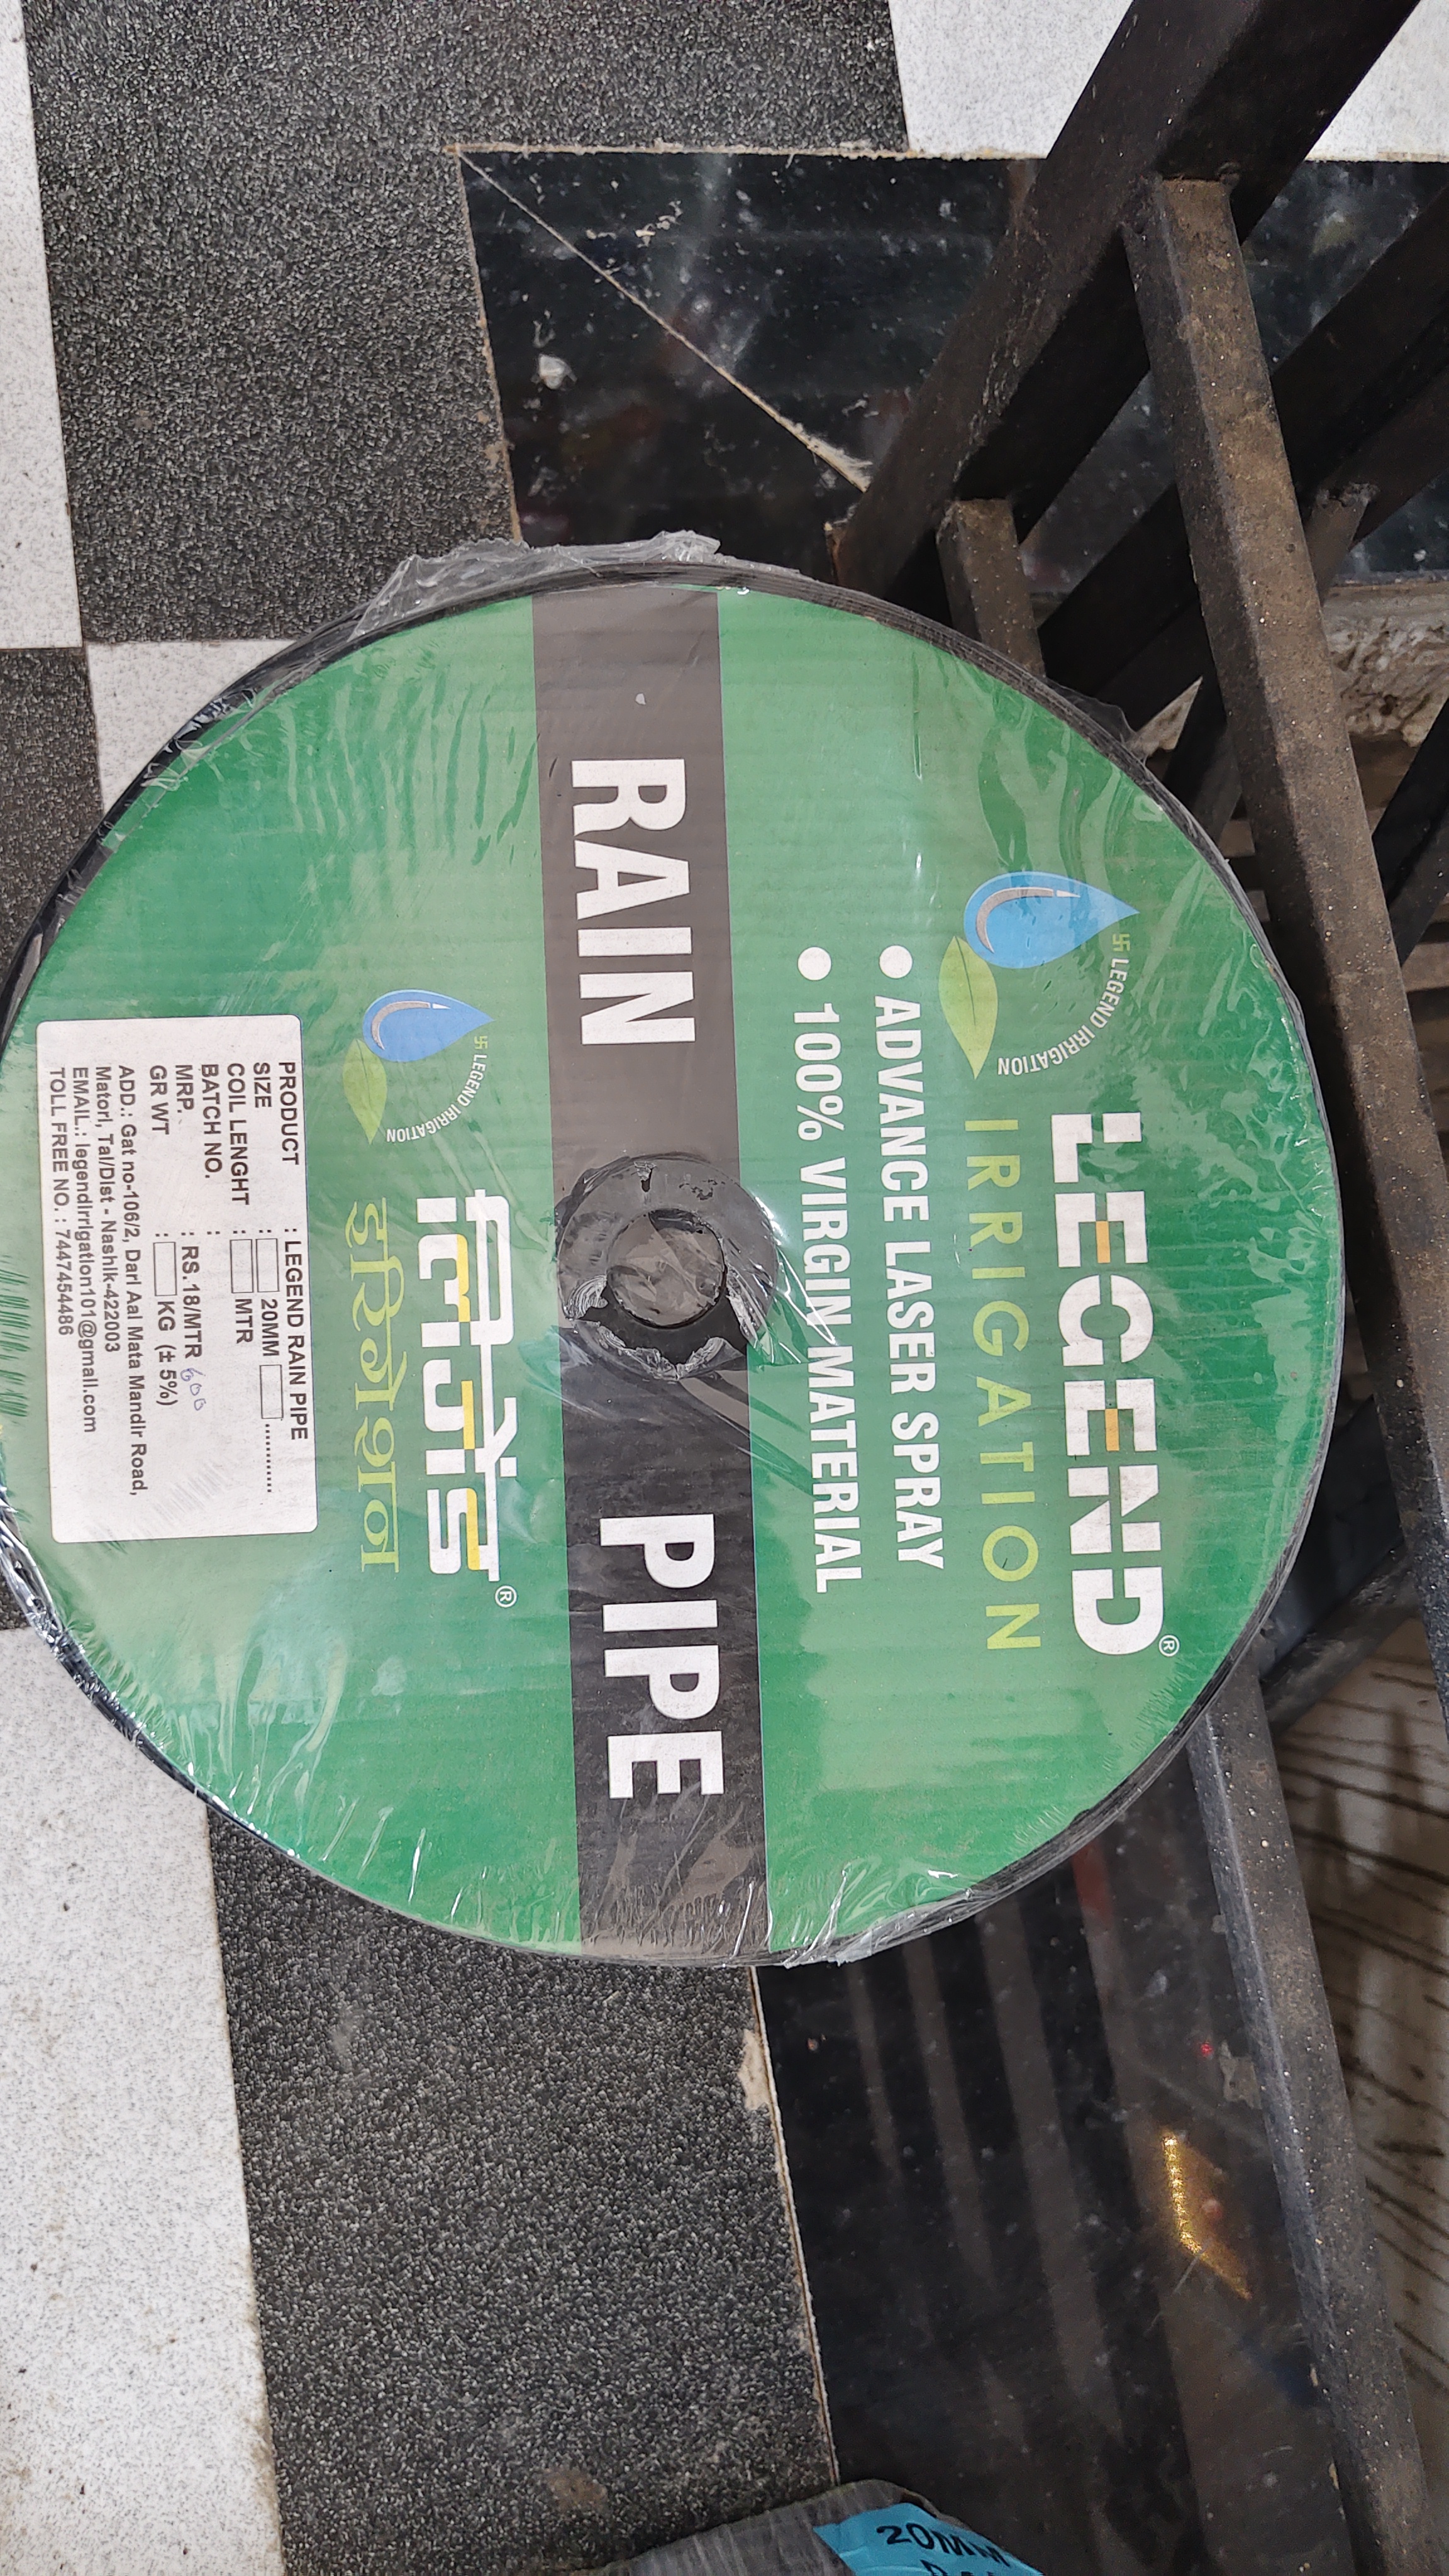 卐 LEGEND IRRIGATION
LEGEND®
IRRIGATION
● ADVANCE LASER SPRAY
● 100% VIRGIN MATERIAL
RAIN PIPE
卐 LEGEND IRRIGATION
लिजेंड®
इरिगेशन
PRODUCT : LEGEND RAIN PIPE
SIZE : 20MM ............
COIL LENGHT : MTR
BATCH NO. :
MRP. : RS.18/MTR 600
GR WT : KG (± 5%)
ADD.: Gat no-106/2, Dari Aai Mata Mandir Road,
Matori, Tal/Dist - Nashik-422003
EMAIL.: legendirrigation101@gmail.com
TOLL FREE NO. : 7447454486
20MM